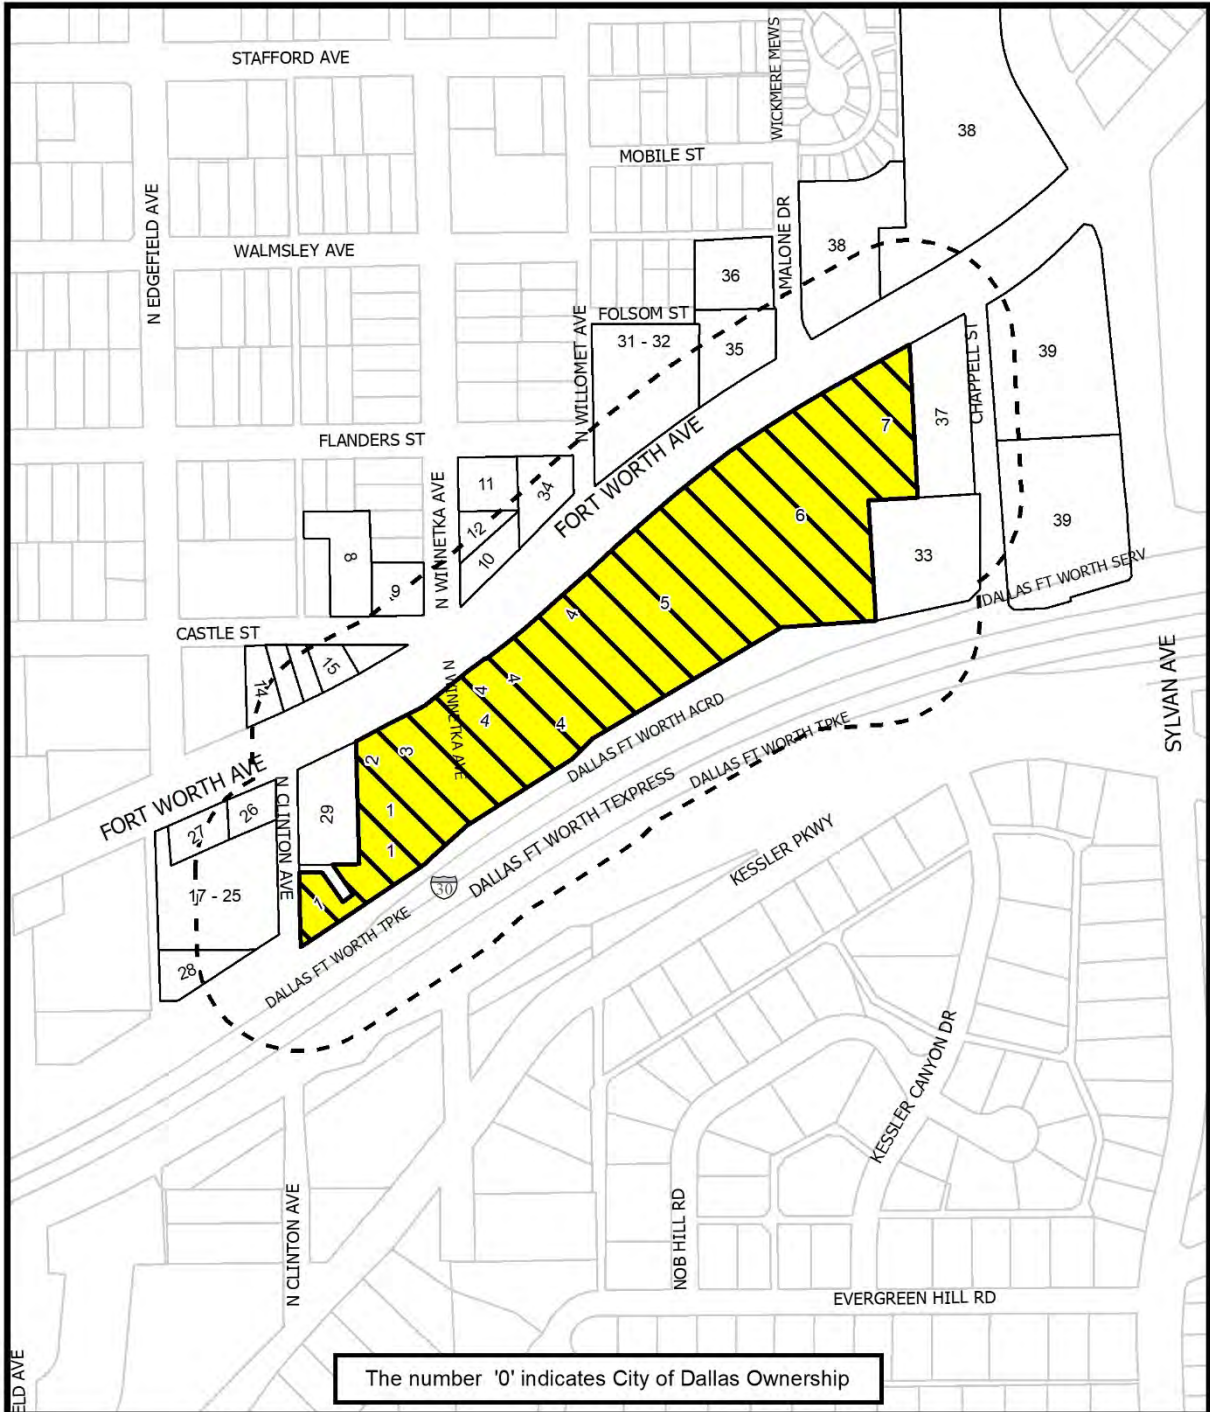 STAFFORD AVE
WICKMERE MEWS
MOBILE ST
38
N EDGEFIELD AVE
MALONE DR
WALMSLEY AVE
38
36
FOLSOM ST
31 - 32
35
39
N WILLOMET AVE
37
CHAPPELL ST
7
FLANDERS ST
FORT WORTH AVE
11
34
N WINNETKA AVE
12
10
6
39
33
8
9
DALLAS FT WORTH SERV
5
4
CASTLE ST
14
15
N WINNETKA AVE
4
4
4
4
SYLVAN AVE
DALLAS FT WORTH ACRD
DALLAS FT WORTH TPKE
2
3
FORT WORTH AVE
N CLINTON AVE
29
1
1
27
26
DALLAS FT WORTH TEXPRESS
KESSLER PKWY
30
17 - 25
1
28
DALLAS FT WORTH TPKE
KESSLER CANYON DR
N CLINTON AVE
NOB HILL RD
EVERGREEN HILL RD
ELD AVE
The number '0' indicates City of Dallas Ownership